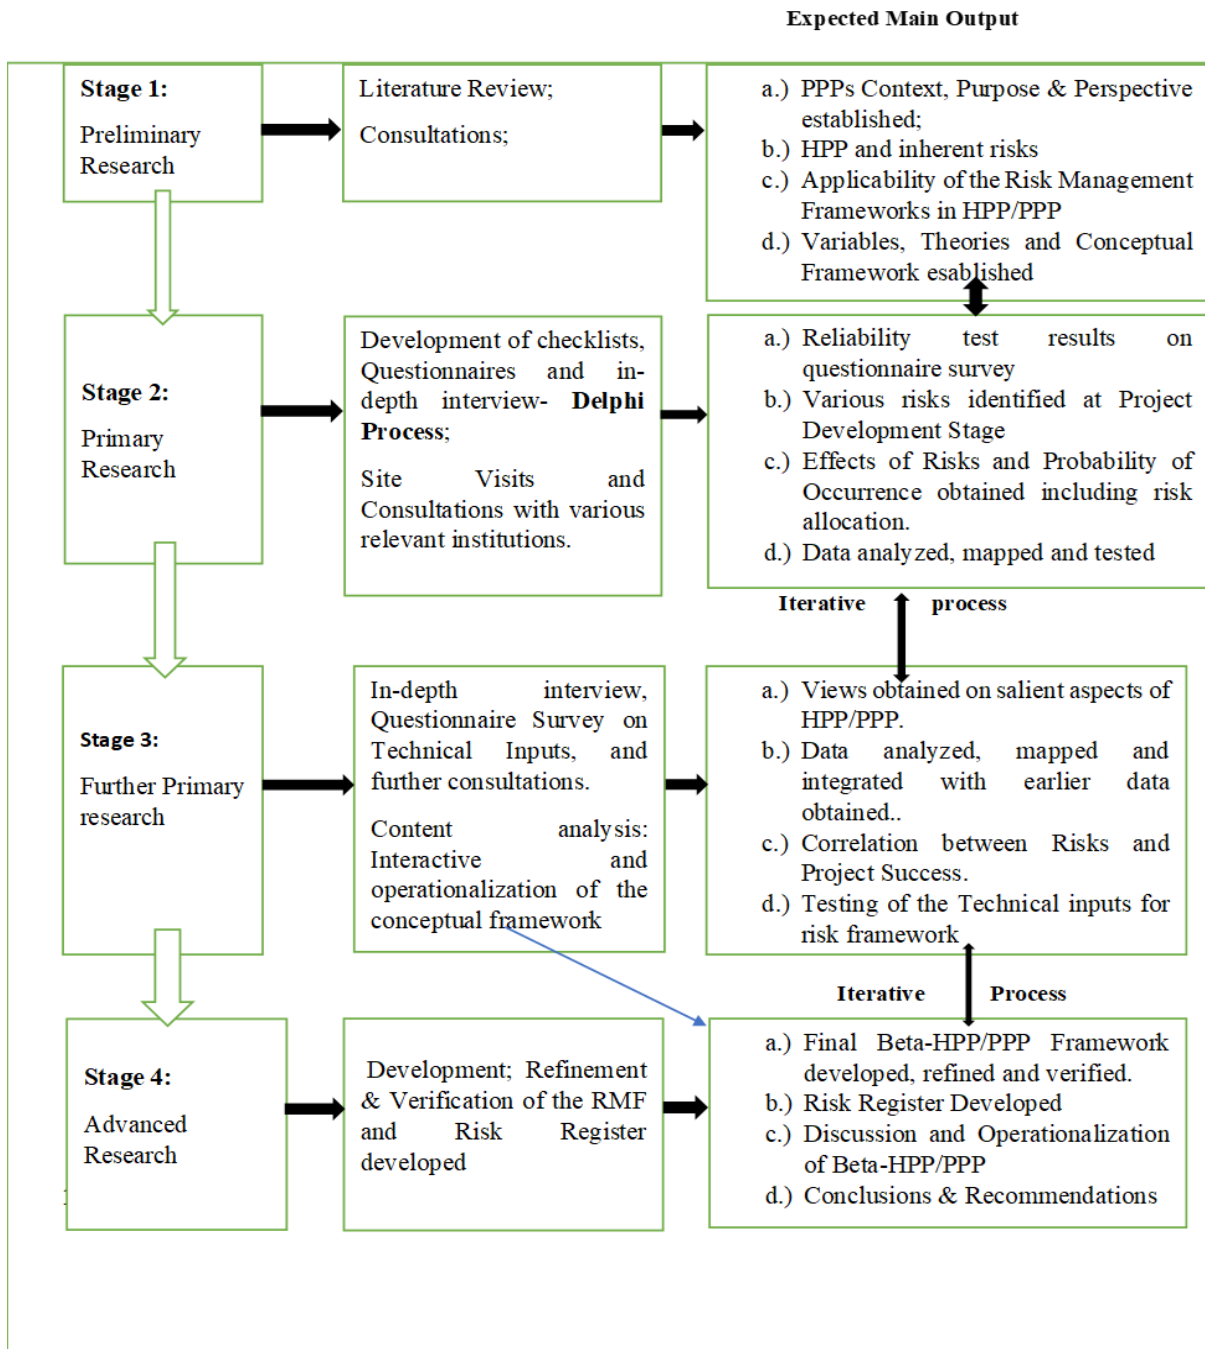 Expected Main Output
Stage 1:
Preliminary
Research
Literature Review;
Consultations;
a.) PPPs Context, Purpose & Perspective
established;
b.) HPP and inherent risks
c.) Applicability of the Risk Management
Frameworks in HPP/PPP
d.) Variables, Theories and Conceptual
Framework esablished
Stage 2:
Primary
Research
Development of checklists,
Questionnaires and in-
depth interview- Delphi
Process;
Site Visits and
Consultations with various
relevant institutions.
a.) Reliability test results on
questionnaire survey
b.) Various risks identified at Project
Development Stage
c.) Effects of Risks and Probability of
Occurrence obtained including risk
allocation.
d.) Data analyzed, mapped and tested
Iterative process
Stage 3:
Further Primary
research
In-depth interview,
Questionnaire Survey on
Technical Inputs, and
further consultations.
Content analysis:
Interactive and
operationalization of the
conceptual framework
a.) Views obtained on salient aspects of
HPP/PPP.
b.) Data analyzed, mapped and
integrated with earlier data
obtained..
c.) Correlation between Risks and
Project Success.
d.) Testing of the Technical inputs for
risk framework
Iterative Process
Stage 4:
Advanced
Research
Development; Refinement
& Verification of the RMF
and Risk Register
developed
a.) Final Beta-HPP/PPP Framework
developed, refined and verified.
b.) Risk Register Developed
c.) Discussion and Operationalization
of Beta-HPP/PPP
d.) Conclusions & Recommendations